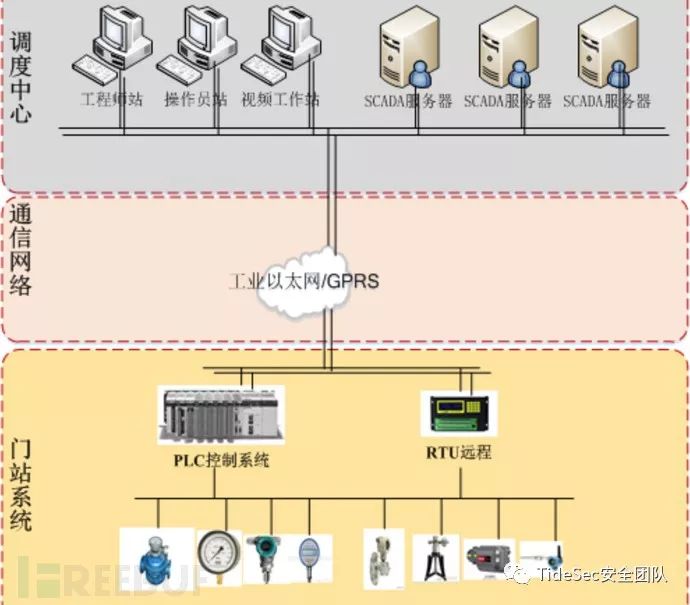 调度中心
工程师站
操作员站
视频工作站
SCADA服务器
SCADA服务器
SCADA服务器
通信网络
工业以太网/GPRS
门站系统
PLC控制系统
RTU远程
FREEBUF
TideSec安全团队